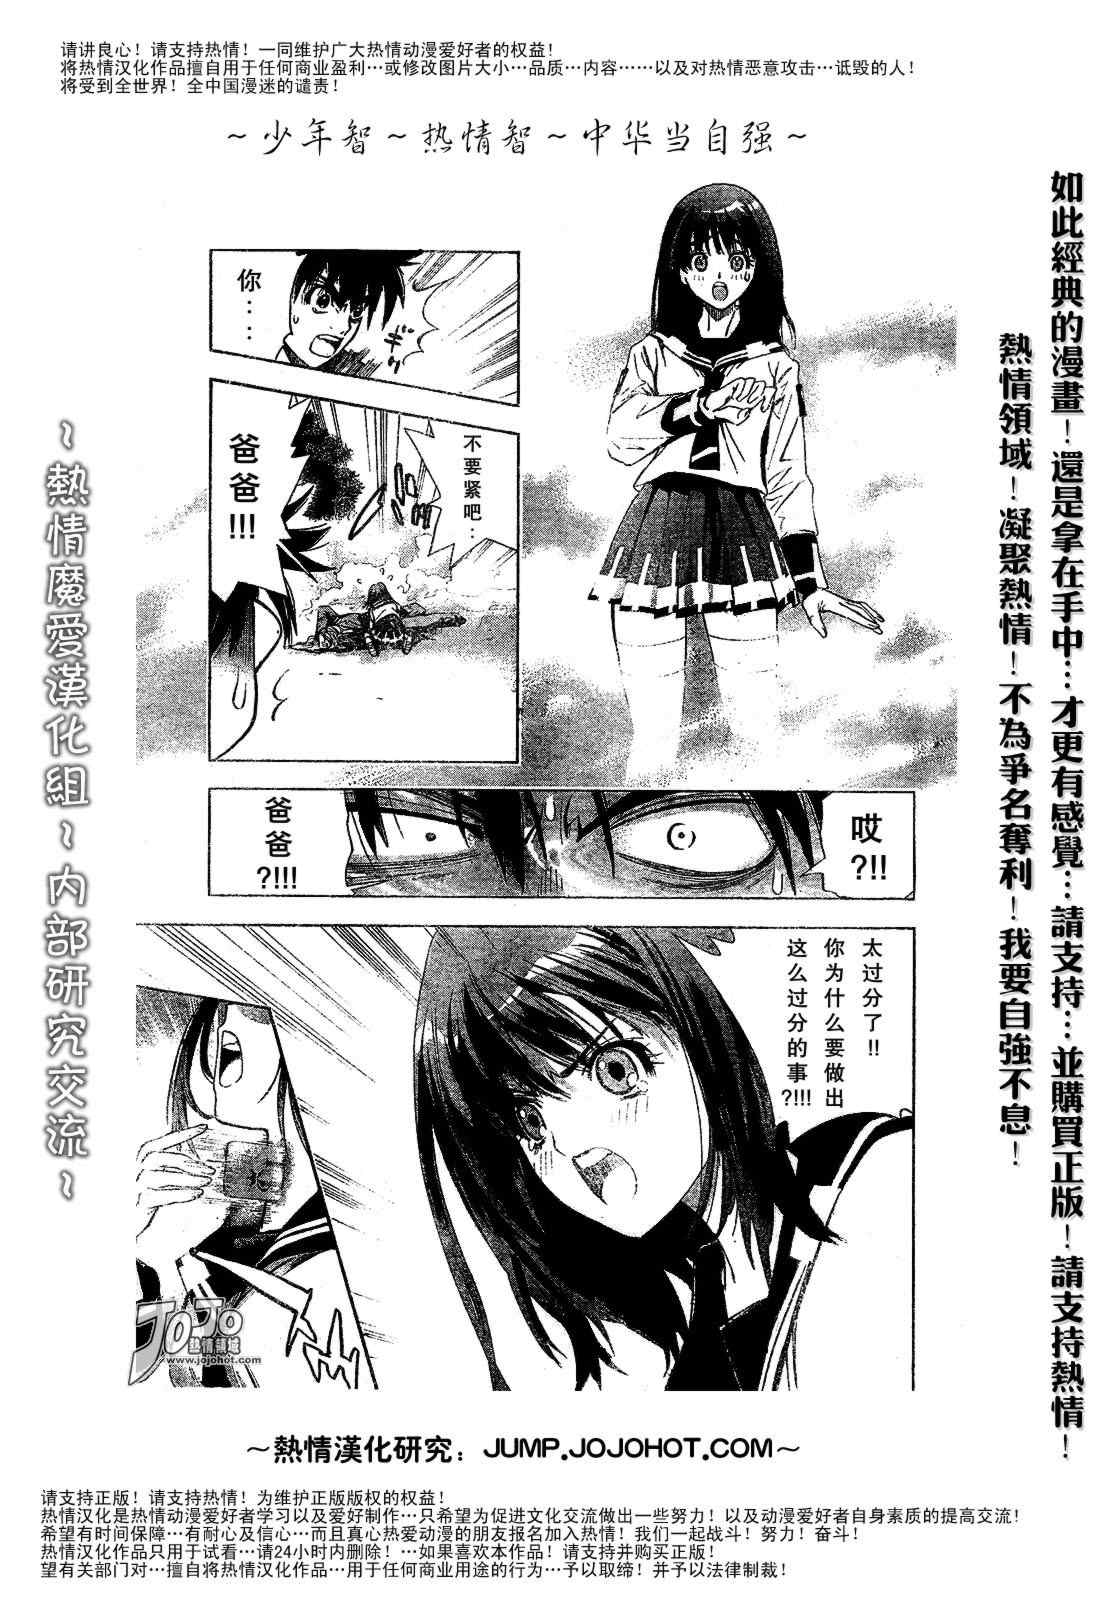 请讲良心！请支持热情！一同维护广大热情动漫爱好者的权益！
将热情汉化作品擅自用于任何商业盈利…或修改图片大小…品质…内容……以及对热情恶意攻击…诋毁的人！
将受到全世界！全中国漫迷的谴责！
～少年智～热情智～中华当自强～
如此經典的漫畫！還是拿在手中…才更有感覺…請支持…並購買正版！請支持熱情！
熱情領域！凝聚熱情！不為爭名奪利！我要自強不息！
～熱情魔愛漢化組～内部研究交流～
你‥‥
不要紧吧‥
爸爸!!!
哎?!!
爸爸?!!!
太过分了!!
你为什么要做出
这么过分的事?!!!
JOJO
熱情領域
www.jojohot.com
～熱情漢化研究：JUMP.JOJOHOT.COM～
请支持正版！请支持热情！为维护正版版权的权益！
热情汉化是热情动漫爱好者学习以及爱好制作…只希望为促进文化交流做出一些努力！以及动漫爱好者自身素质的提高交流！
希望有时间保障…有耐心及信心…而且真心热爱动漫的朋友报名加入热情！我们一起战斗！努力！奋斗！
热情汉化作品只用于试看…请24小时内删除！…如果喜欢本作品！请支持并购买正版！
望有关部门对…擅自将热情汉化作品…用于任何商业用途的行为…予以取缔！并予以法律制裁！